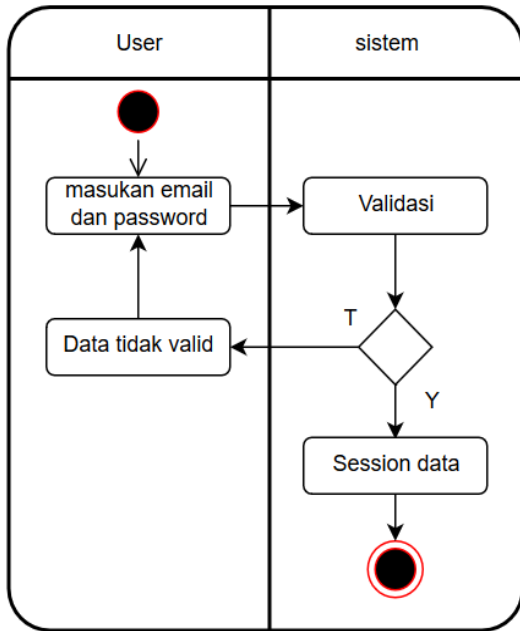 User
sistem
masukan email
dan password
Validasi
T
Data tidak valid
Y
Session data